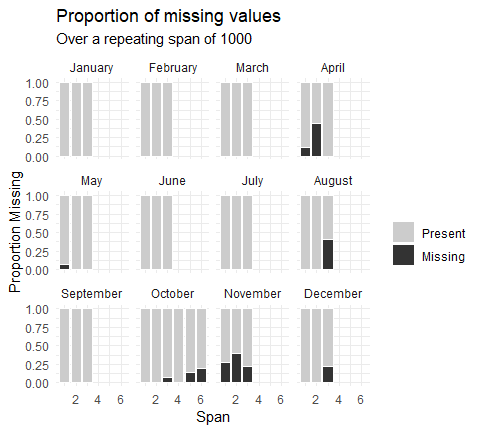 Proportion of missing values
Over a repeating span of 1000
January February March April
1.00
0.75
0.50
0.25
0.00
May June July August
1.00
0.75
0.50
0.25
0.00
September October November December
1.00
0.75
0.50
0.25
0.00
2 4 6 2 4 6 2 4 6 2 4 6
Span
Proportion Missing
Present
Missing